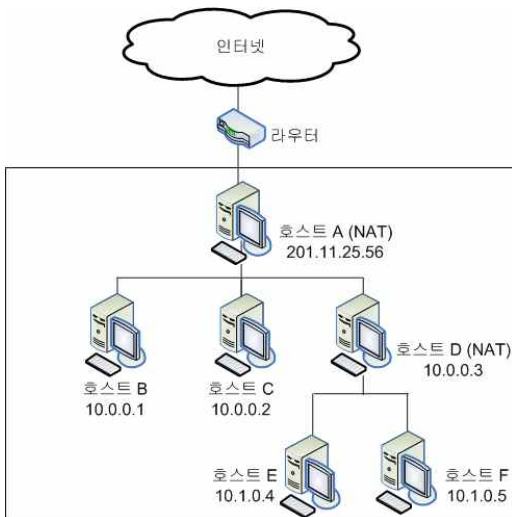 인터넷
라우터
호스트 A (NAT)
201.11.25.56
호스트 B
10.0.0.1
호스트 C
10.0.0.2
호스트 D (NAT)
10.0.0.3
호스트 E
10.1.0.4
호스트 F
10.1.0.5